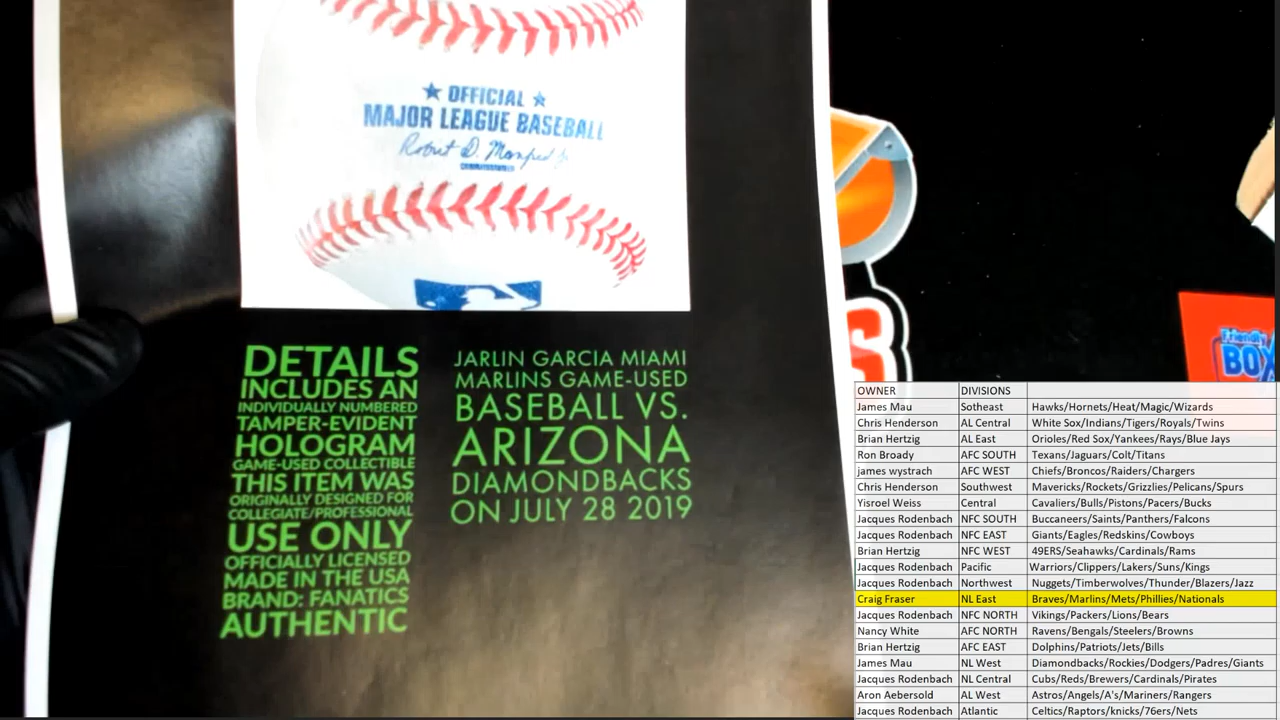 ★ OFFICIAL ★
MAJOR LEAGUE BASEBALL
Robert D. Manfred Jr.
COMMISSIONER
DETAILS
INCLUDES AN
INDIVIDUALLY NUMBERED
TAMPER-EVIDENT
HOLOGRAM
GAME-USED COLLECTIBLE
THIS ITEM WAS
ORIGINALLY DESIGNED FOR
COLLEGIATE/PROFESSIONAL
USE ONLY
OFFICIALLY LICENSED
MADE IN THE USA
BRAND: FANATICS
AUTHENTIC
JARLIN GARCIA MIAMI
MARLINS GAME-USED
BASEBALL VS.
ARIZONA
DIAMONDBACKS
ON JULY 28 2019
S
Friendly
BOX
OWNER DIVISIONS
James Mau Sotheast Hawks/Hornets/Heat/Magic/Wizards
Chris Henderson AL Central White Sox/Indians/Tigers/Royals/Twins
Brian Hertzig AL East Orioles/Red Sox/Yankees/Rays/Blue Jays
Ron Broady AFC SOUTH Texans/Jaguars/Colt/Titans
james wystrach AFC WEST Chiefs/Broncos/Raiders/Chargers
Chris Henderson Southwest Mavericks/Rockets/Grizzlies/Pelicans/Spurs
Yisroel Weiss Central Cavaliers/Bulls/Pistons/Pacers/Bucks
Jacques Rodenbach NFC SOUTH Buccaneers/Saints/Panthers/Falcons
Jacques Rodenbach NFC EAST Giants/Eagles/Redskins/Cowboys
Brian Hertzig NFC WEST 49ERS/Seahawks/Cardinals/Rams
Jacques Rodenbach Pacific Warriors/Clippers/Lakers/Suns/Kings
Jacques Rodenbach Northwest Nuggets/Timberwolves/Thunder/Blazers/Jazz
Craig Fraser NL East Braves/Marlins/Mets/Phillies/Nationals
Jacques Rodenbach NFC NORTH Vikings/Packers/Lions/Bears
Nancy White AFC NORTH Ravens/Bengals/Steelers/Browns
Brian Hertzig AFC EAST Dolphins/Patriots/Jets/Bills
James Mau NL West Diamondbacks/Rockies/Dodgers/Padres/Giants
Jacques Rodenbach NL Central Cubs/Reds/Brewers/Cardinals/Pirates
Aron Aebersold AL West Astros/Angels/A's/Mariners/Rangers
Jacques Rodenbach Atlantic Celtics/Raptors/knicks/76ers/Nets